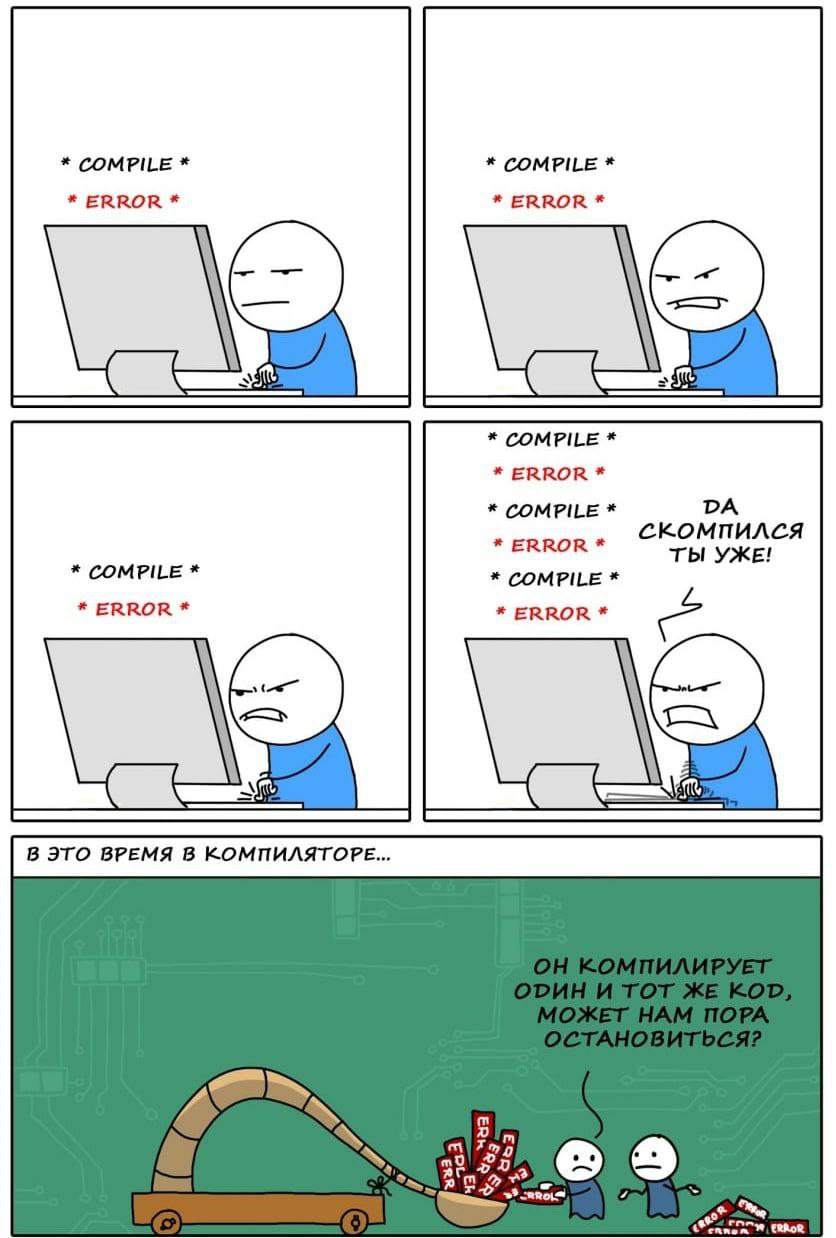 * COMPILE *
* ERROR *
* COMPILE *
* ERROR *
* COMPILE *
* ERROR *
* COMPILE *
* ERROR *
* COMPILE *
* ERROR *
* COMPILE *
* ERROR *
ДА
СКОМПИЛСЯ
ТЫ УЖЕ!
В ЭТО ВРЕМЯ В КОМПИЛЯТОРЕ...
ОН КОМПИЛИРУЕТ
ОДИН И ТОТ ЖЕ КОД,
МОЖЕТ НАМ ПОРА
ОСТАНОВИТЬСЯ?
ERROR
ERROR
ERROR